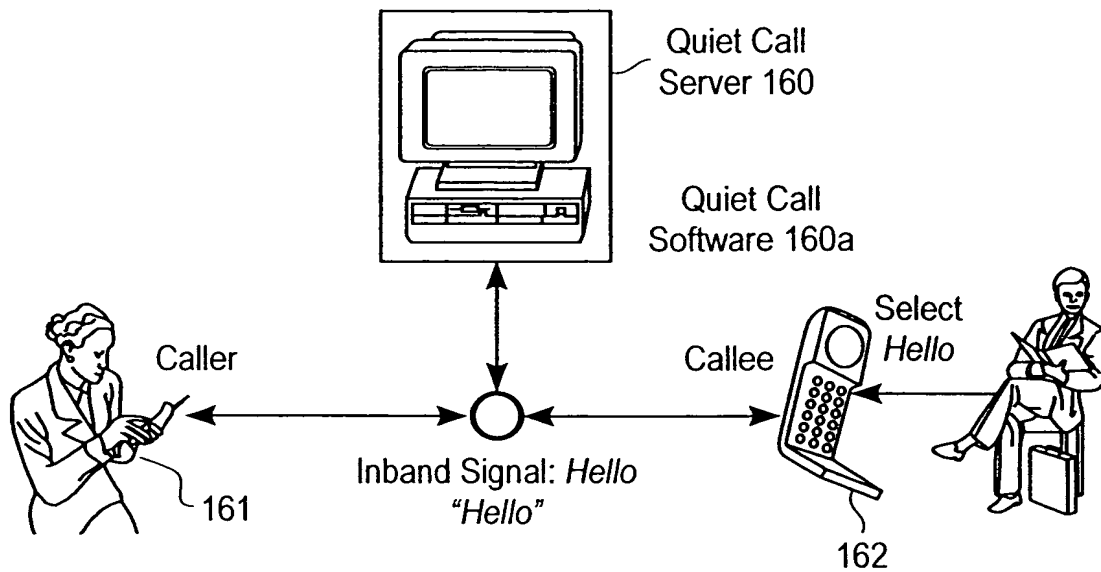 Quiet Call
Server 160
Quiet Call
Software 160a
Caller
Callee
Select
Hello
Inband Signal: Hello
“Hello”
161
162